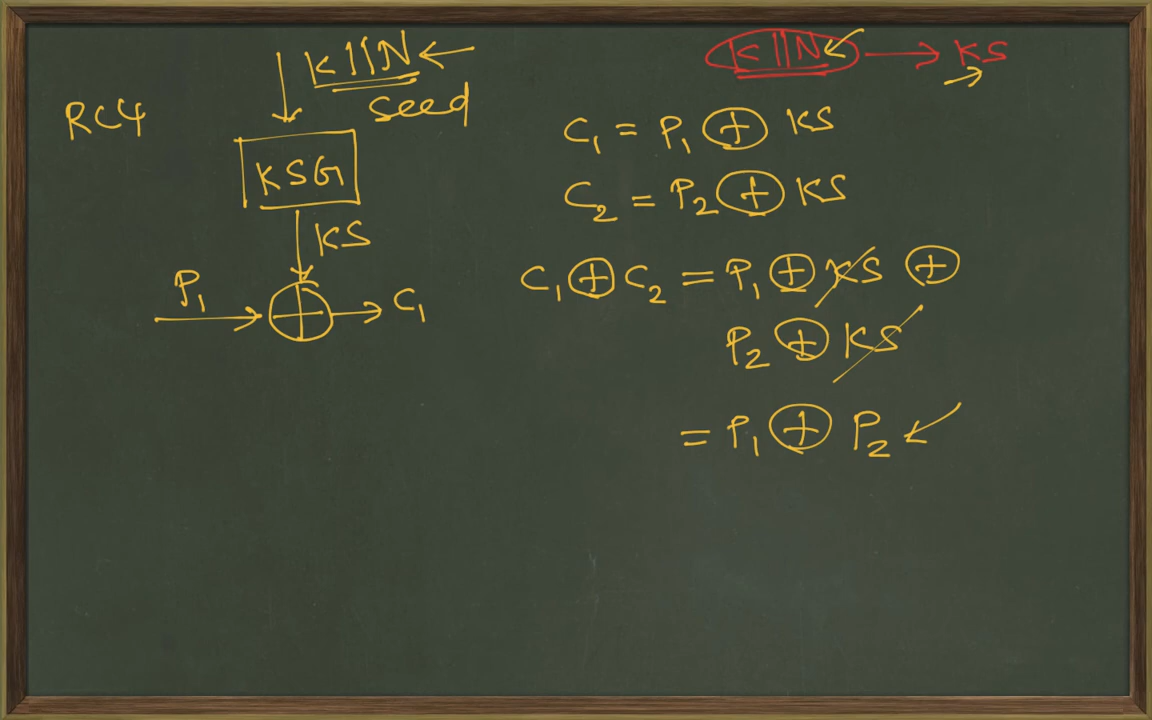 RC4
K||N
seed
KSG
KS
P₁ ⊕ C₁
K||N → KS
C₁ = P₁ ⊕ KS
C₂ = P₂ ⊕ KS
C₁ ⊕ C₂ = P₁ ⊕ KS ⊕
P₂ ⊕ KS
= P₁ ⊕ P₂